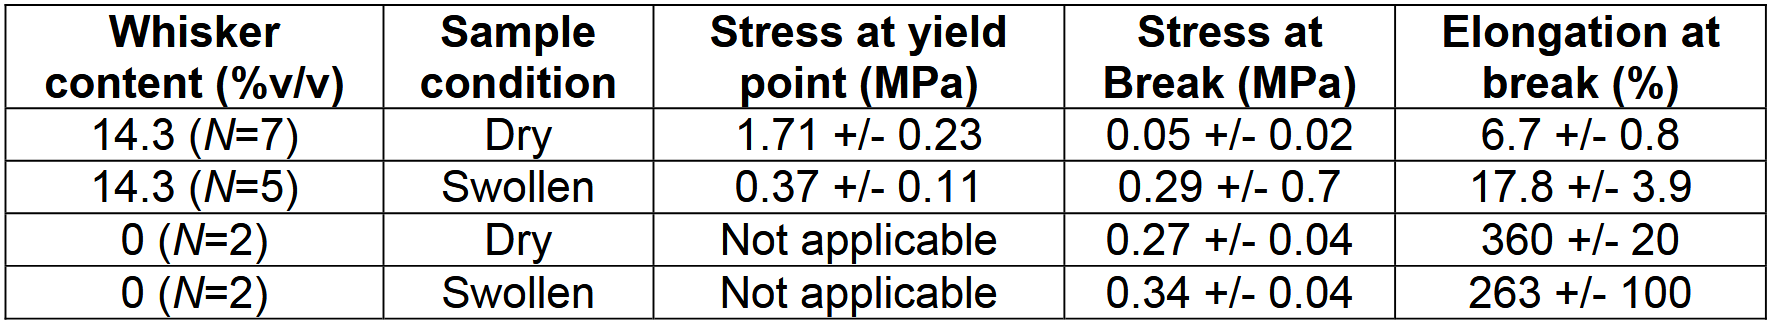 Whisker content (%v/v) Sample condition Stress at yield point (MPa) Stress at Break (MPa) Elongation at break (%)
14.3 (N=7) Dry 1.71 +/- 0.23 0.05 +/- 0.02 6.7 +/- 0.8
14.3 (N=5) Swollen 0.37 +/- 0.11 0.29 +/- 0.7 17.8 +/- 3.9
0 (N=2) Dry Not applicable 0.27 +/- 0.04 360 +/- 20
0 (N=2) Swollen Not applicable 0.34 +/- 0.04 263 +/- 100